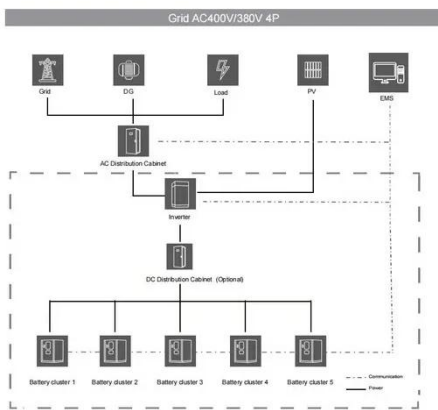 Grid AC400V/380V 4P
Grid
DG
Load
PV
EMS
AC Distribution Cabinet
Inverter
DC Distribution Cabinet (Optional)
Battery cluster 1
Battery cluster 2
Battery cluster 3
Battery cluster 4
Battery cluster 5
Communication
Power